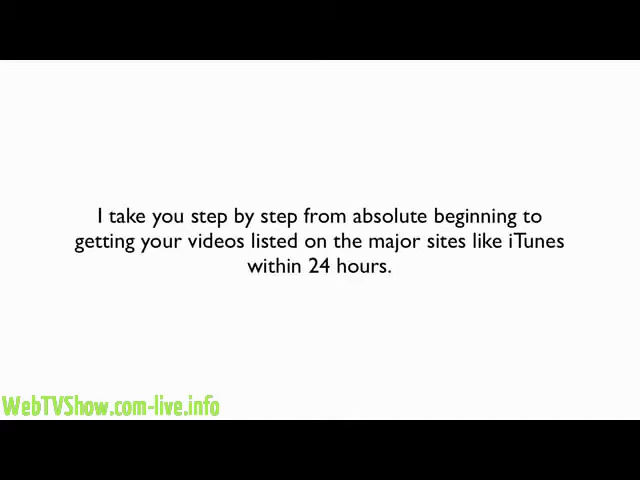 I take you step by step from absolute beginning to
getting your videos listed on the major sites like iTunes
within 24 hours.
WebTVShow.com-live.info